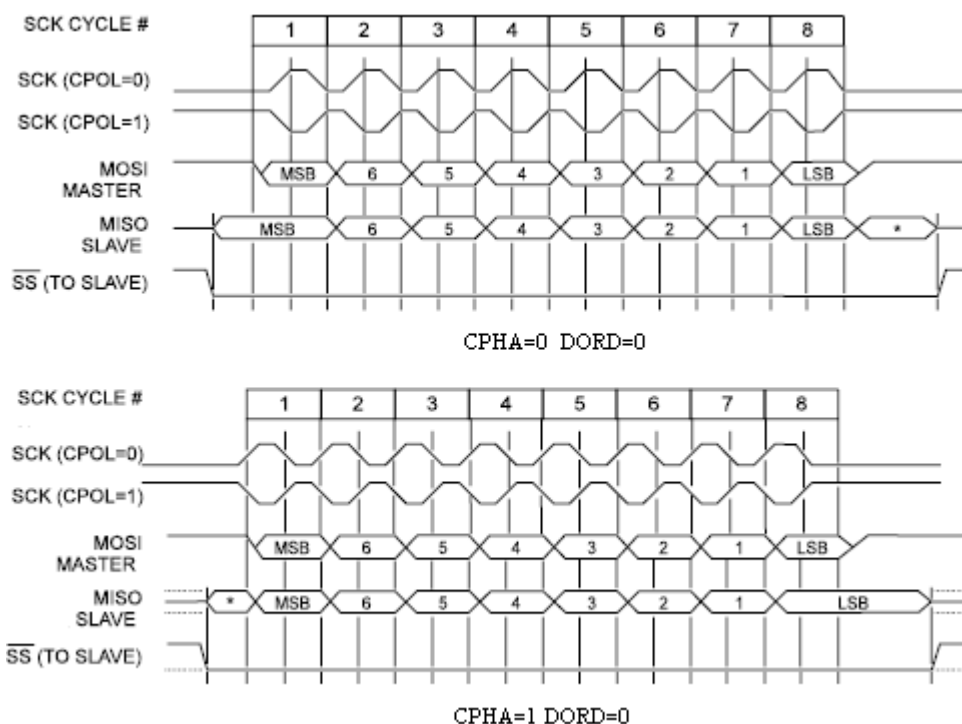 SCK CYCLE # 1 2 3 4 5 6 7 8
SCK (CPOL=0)
SCK (CPOL=1)
MOSI MSB 6 5 4 3 2 1 LSB
MASTER
MISO MSB 6 5 4 3 2 1 LSB *
SLAVE
SS (TO SLAVE)
CPHA=0 DORD=0
SCK CYCLE # 1 2 3 4 5 6 7 8
SCK (CPOL=0)
SCK (CPOL=1)
MOSI MSB 6 5 4 3 2 1 LSB
MASTER
MISO * MSB 6 5 4 3 2 1 LSB
SLAVE
SS (TO SLAVE)
CPHA=1 DORD=0